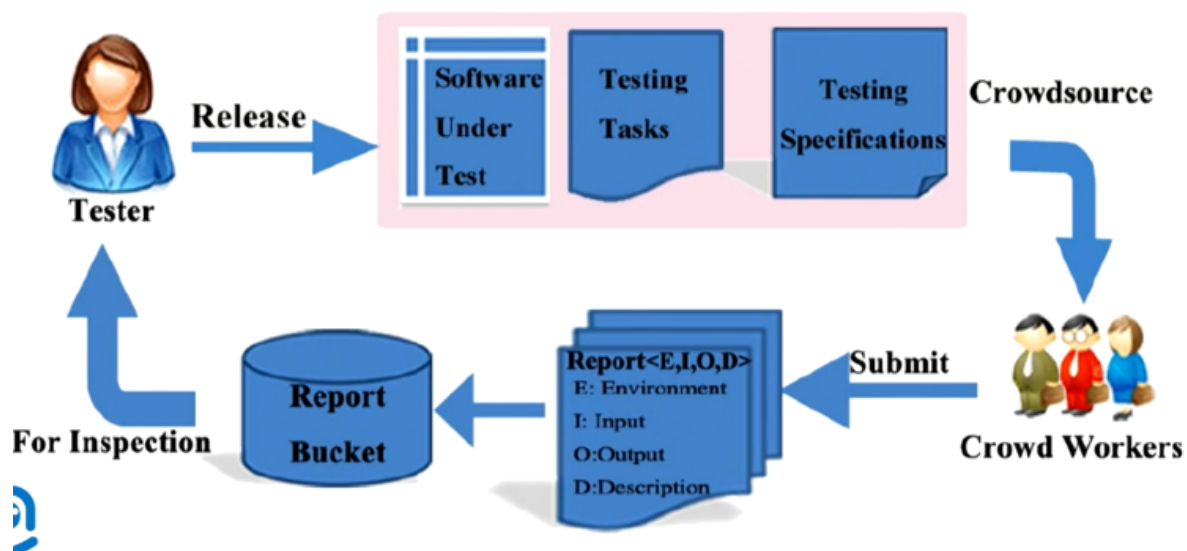 Tester
Release
Software
Under
Test
Testing
Tasks
Testing
Specifications
Crowdsource
Crowd Workers
Submit
Report<E,I,O,D>
E: Environment
I: Input
O:Output
D:Description
Report
Bucket
For Inspection